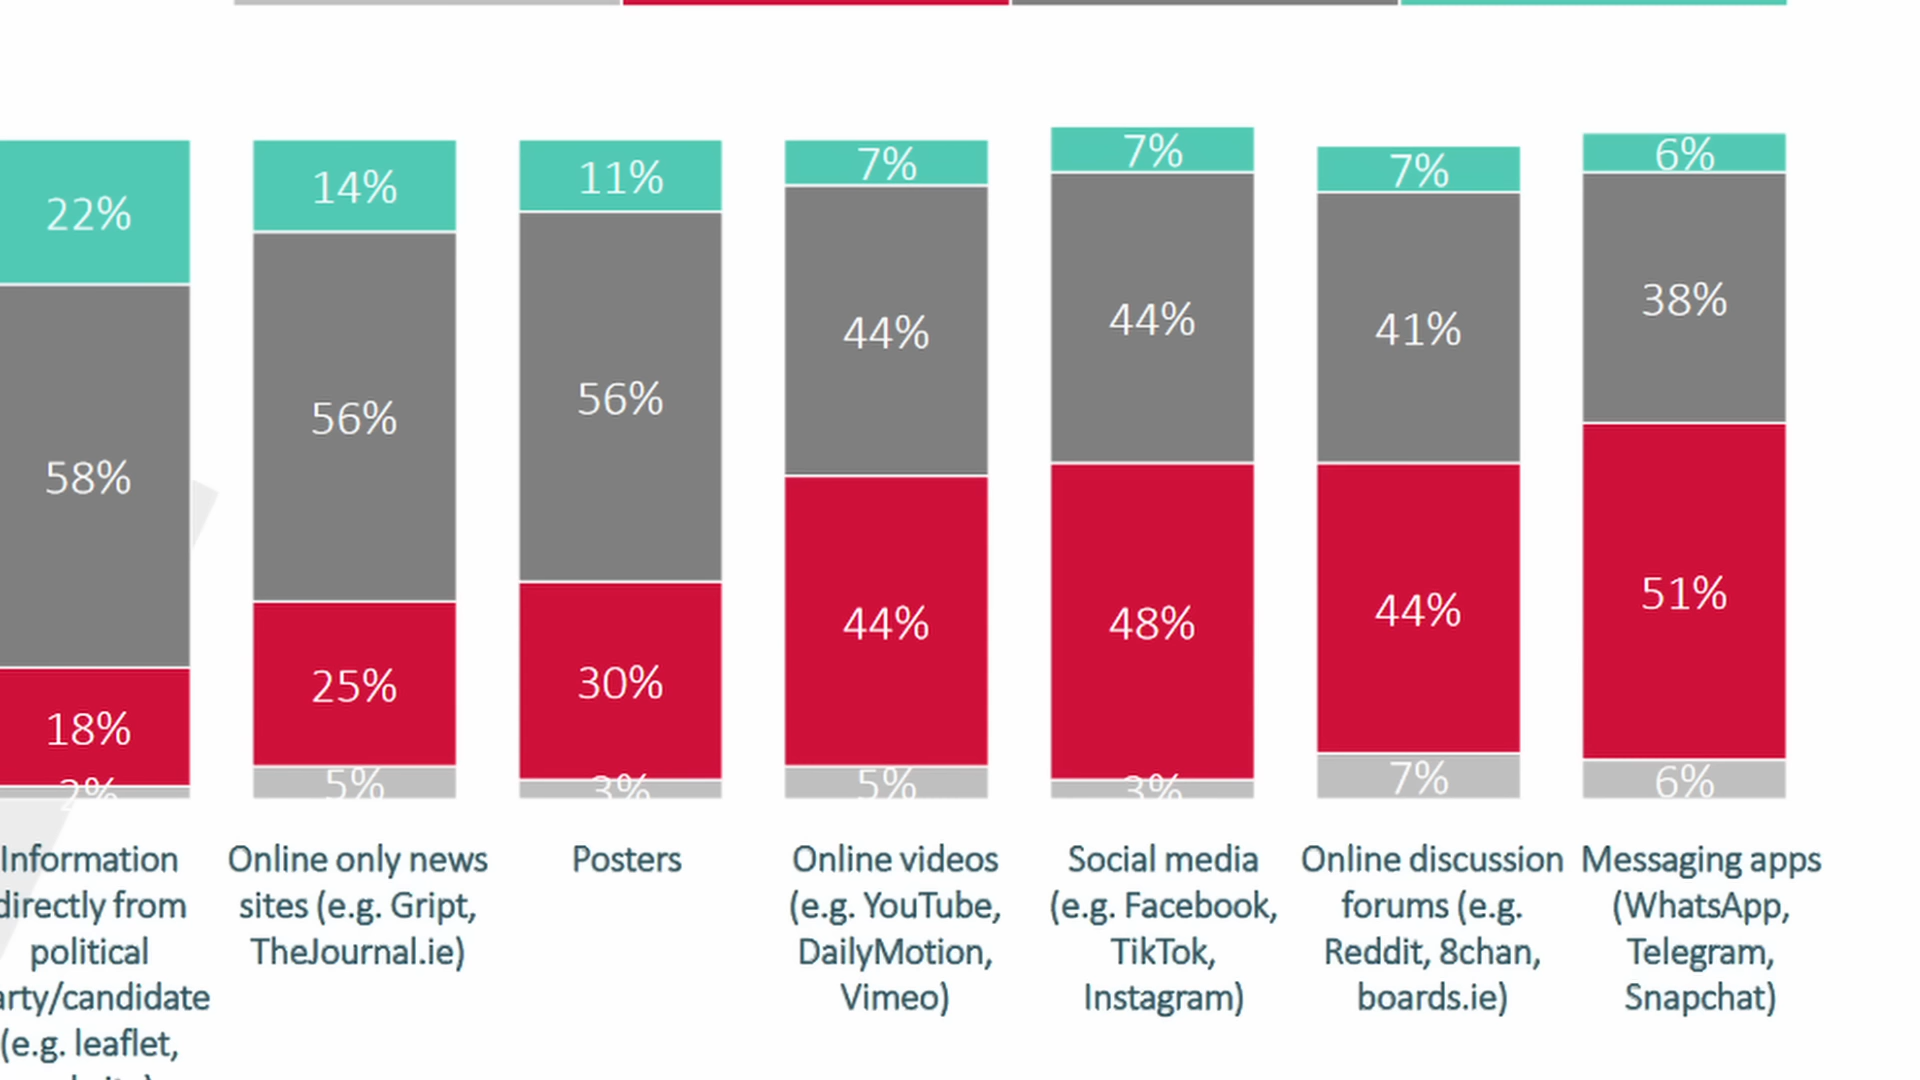 22%
58%
18%
2%
14%
56%
25%
5%
11%
56%
30%
3%
7%
44%
44%
5%
7%
44%
48%
3%
7%
41%
44%
7%
6%
38%
51%
6%
Information
directly from
political
arty/candidate
(e.g. leaflet,
Online only news
sites (e.g. Gript,
TheJournal.ie)
Posters
Online videos
(e.g. YouTube,
DailyMotion,
Vimeo)
Social media
(e.g. Facebook,
TikTok,
Instagram)
Online discussion
forums (e.g.
Reddit, 8chan,
boards.ie)
Messaging apps
(WhatsApp,
Telegram,
Snapchat)